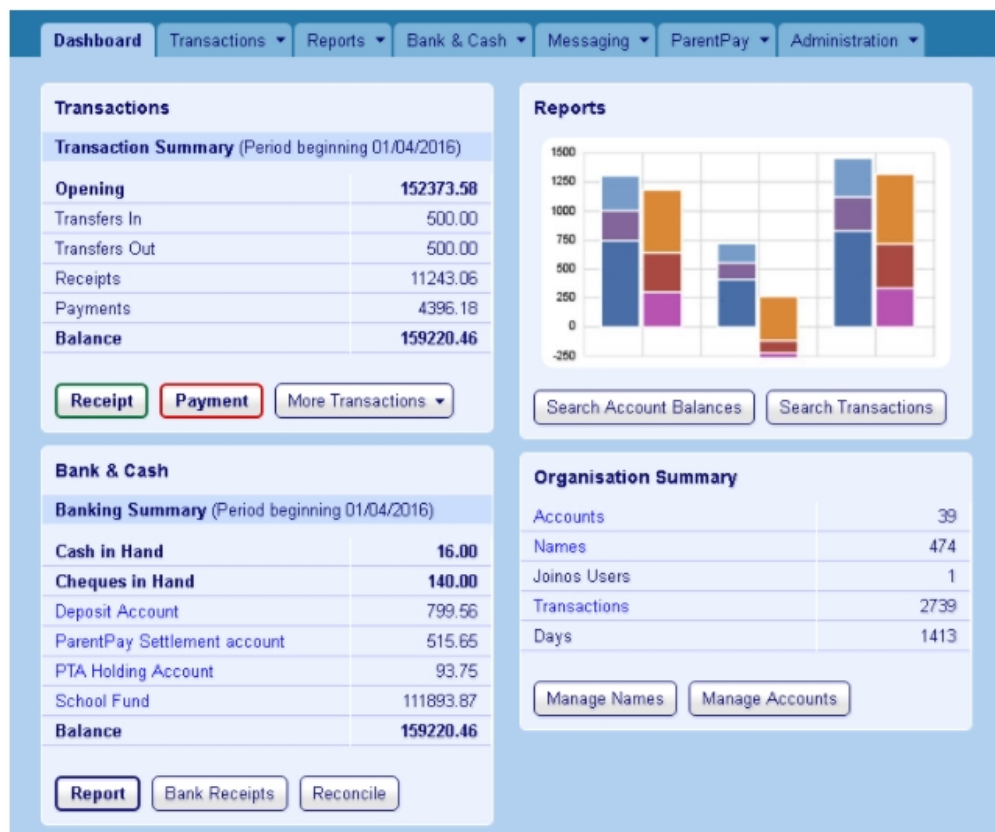 Dashboard Transactions Reports Bank & Cash Messaging ParentPay Administration
Transactions
Transaction Summary (Period beginning 01/04/2016)
Opening 152373.58
Transfers In 500.00
Transfers Out 500.00
Receipts 11243.06
Payments 4396.18
Balance 159220.46
Receipt Payment More Transactions
Reports
1500
1250
1000
750
500
250
0
-250
Search Account Balances Search Transactions
Bank & Cash
Banking Summary (Period beginning 01/04/2016)
Cash in Hand 16.00
Cheques in Hand 140.00
Deposit Account 799.56
ParentPay Settlement account 515.65
PTA Holding Account 93.75
School Fund 111893.87
Balance 159220.46
Report Bank Receipts Reconcile
Organisation Summary
Accounts 39
Names 474
Joinos Users 1
Transactions 2739
Days 1413
Manage Names Manage Accounts